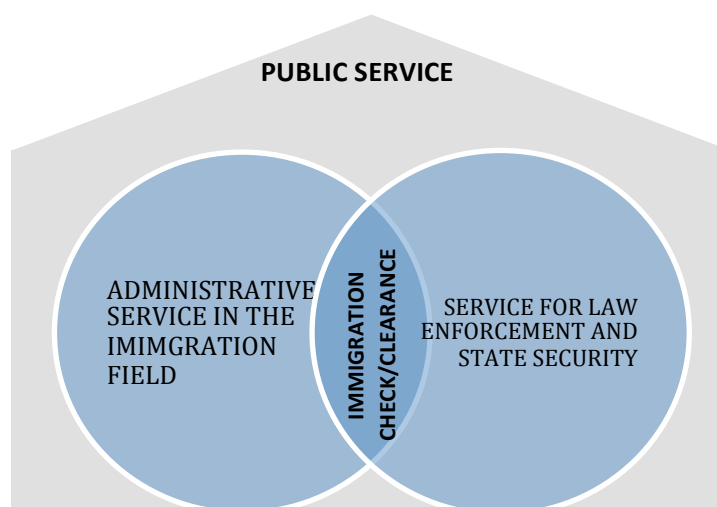 PUBLIC SERVICE
ADMINISTRATIVE
SERVICE IN THE
IMIMGRATION
FIELD
IMMIGRATION
CHECK/CLEARANCE
SERVICE FOR LAW
ENFORCEMENT AND
STATE SECURITY